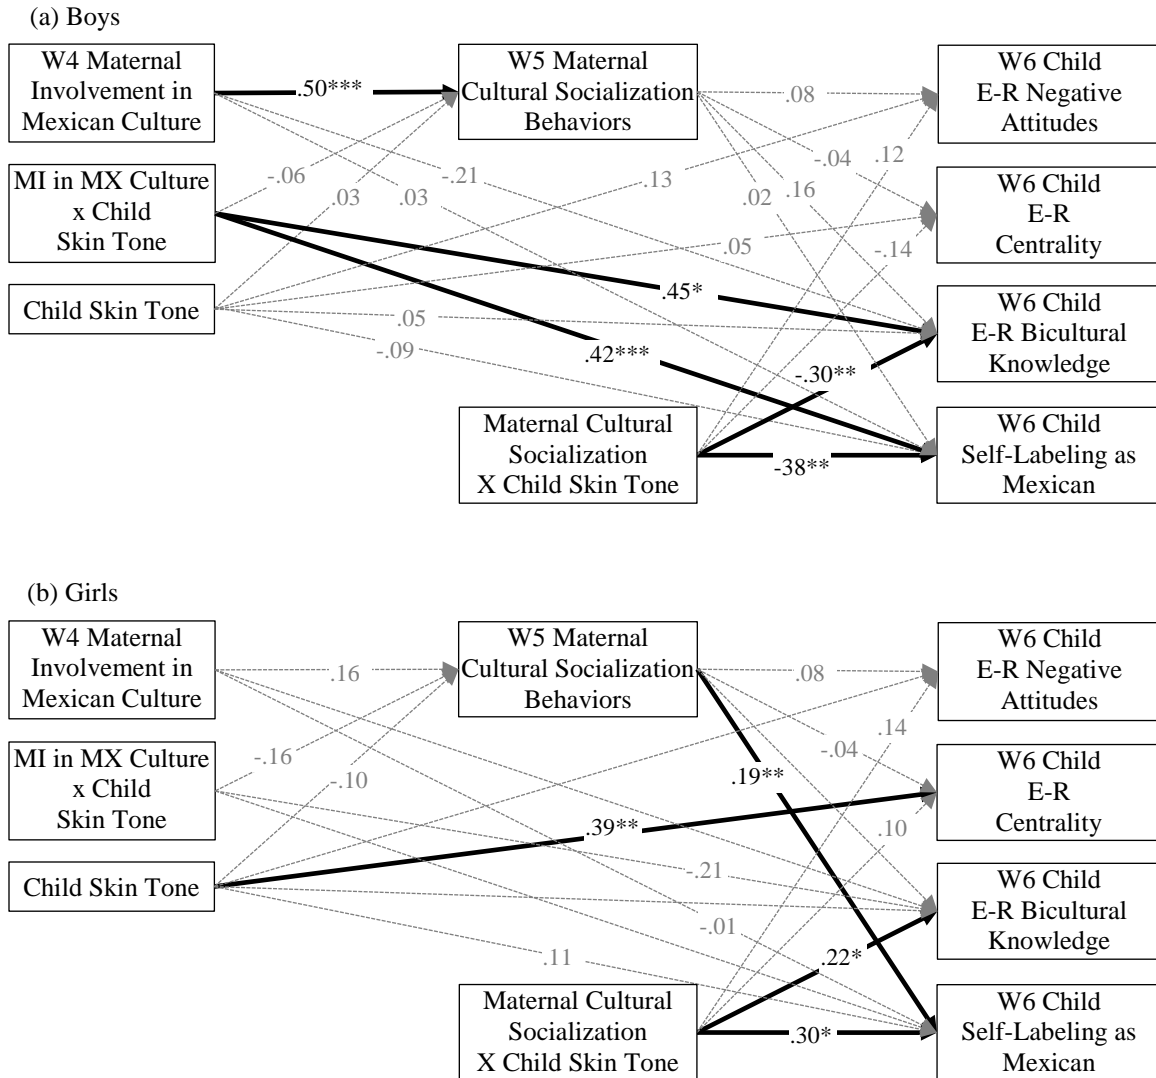 (a) Boys
W4 Maternal
Involvement in
Mexican Culture
W5 Maternal
Cultural Socialization
Behaviors
W6 Child
E-R Negative
Attitudes
.50***
.08
.12
-.04
MI in MX Culture
x Child
Skin Tone
-.06
.03
-.21
.03
.13
.16
.02
W6 Child
E-R
Centrality
.05
-.14
Child Skin Tone
.45*
.05
-.09
.42***
-.30**
W6 Child
E-R Bicultural
Knowledge
Maternal Cultural
Socialization
X Child Skin Tone
-38**
W6 Child
Self-Labeling as
Mexican
(b) Girls
W4 Maternal
Involvement in
Mexican Culture
W5 Maternal
Cultural Socialization
Behaviors
W6 Child
E-R Negative
Attitudes
.16
.08
.14
MI in MX Culture
x Child
Skin Tone
-.16
-.10
-.04
.19**
W6 Child
E-R
Centrality
.39**
.10
Child Skin Tone
-.21
-.01
.11
.22*
W6 Child
E-R Bicultural
Knowledge
Maternal Cultural
Socialization
X Child Skin Tone
.30*
W6 Child
Self-Labeling as
Mexican